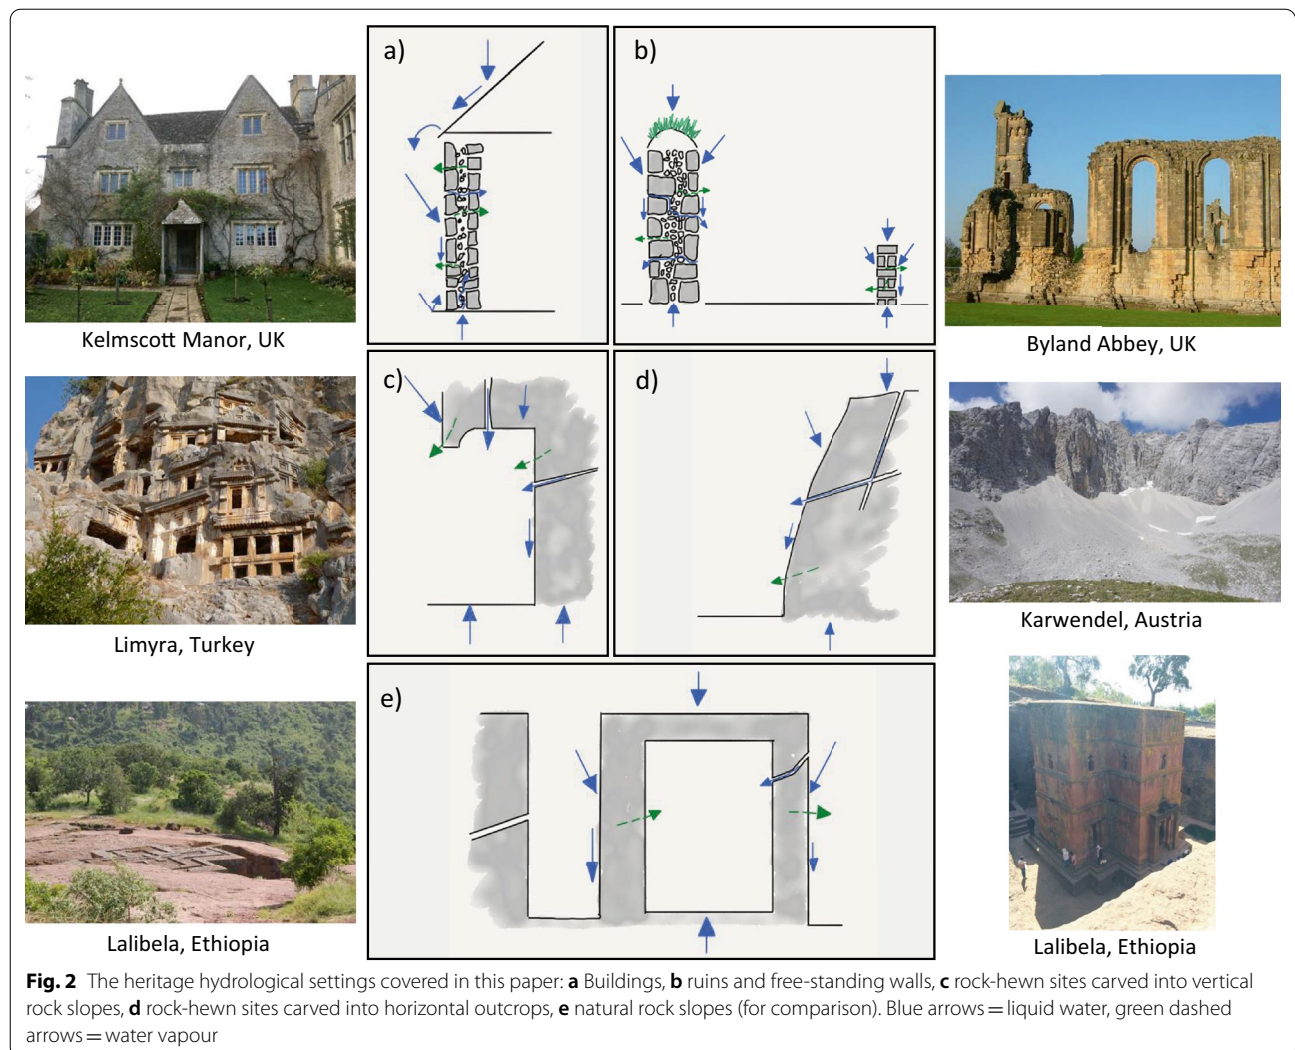 a)
b)
Kelmscott Manor, UK
Byland Abbey, UK
c)
d)
Limyra, Turkey
Karwendel, Austria
e)
Lalibela, Ethiopia
Lalibela, Ethiopia
Fig. 2 The heritage hydrological settings covered in this paper: a Buildings, b ruins and free-standing walls, c rock-hewn sites carved into vertical
rock slopes, d rock-hewn sites carved into horizontal outcrops, e natural rock slopes (for comparison). Blue arrows = liquid water, green dashed
arrows = water vapour